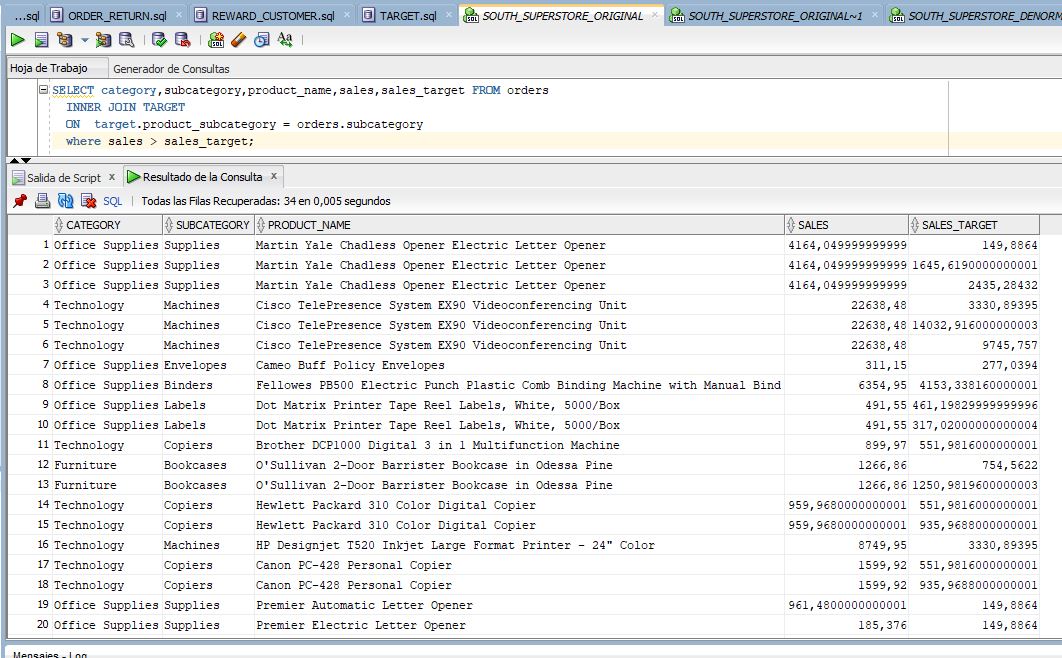 ...sql ORDER_RETURN.sql REWARD_CUSTOMER.sql TARGET.sql SOUTH_SUPERSTORE_ORIGINAL SOUTH_SUPERSTORE_ORIGINAL~1 SOUTH_SUPERSTORE_DENORM
Hoja de Trabajo Generador de Consultas
SELECT category,subcategory,product_name,sales,sales_target FROM orders
INNER JOIN TARGET
ON target.product_subcategory = orders.subcategory
where sales > sales_target;
Salida de Script x Resultado de la Consulta x
SQL | Todas las Filas Recuperadas: 34 en 0,005 segundos
CATEGORY SUBCATEGORY PRODUCT_NAME SALES SALES_TARGET
1 Office Supplies Supplies Martin Yale Chadless Opener Electric Letter Opener 4164,049999999999 149,8864
2 Office Supplies Supplies Martin Yale Chadless Opener Electric Letter Opener 4164,049999999999 1645,6190000000001
3 Office Supplies Supplies Martin Yale Chadless Opener Electric Letter Opener 4164,049999999999 2435,28432
4 Technology Machines Cisco TelePresence System EX90 Videoconferencing Unit 22638,48 3330,89395
5 Technology Machines Cisco TelePresence System EX90 Videoconferencing Unit 22638,48 14032,916000000003
6 Technology Machines Cisco TelePresence System EX90 Videoconferencing Unit 22638,48 9745,757
7 Office Supplies Envelopes Cameo Buff Policy Envelopes 311,15 277,0394
8 Office Supplies Binders Fellowes PB500 Electric Punch Plastic Comb Binding Machine with Manual Bind 6354,95 4153,338160000001
9 Office Supplies Labels Dot Matrix Printer Tape Reel Labels, White, 5000/Box 491,55 461,19829999999996
10 Office Supplies Labels Dot Matrix Printer Tape Reel Labels, White, 5000/Box 491,55 317,02000000000004
11 Technology Copiers Brother DCP1000 Digital 3 in 1 Multifunction Machine 899,97 551,9816000000001
12 Furniture Bookcases O'Sullivan 2-Door Barrister Bookcase in Odessa Pine 1266,86 754,5622
13 Furniture Bookcases O'Sullivan 2-Door Barrister Bookcase in Odessa Pine 1266,86 1250,9819600000003
14 Technology Copiers Hewlett Packard 310 Color Digital Copier 959,9680000000001 551,9816000000001
15 Technology Copiers Hewlett Packard 310 Color Digital Copier 959,9680000000001 935,9688000000001
16 Technology Machines HP Designjet T520 Inkjet Large Format Printer - 24" Color 8749,95 3330,89395
17 Technology Copiers Canon PC-428 Personal Copier 1599,92 551,9816000000001
18 Technology Copiers Canon PC-428 Personal Copier 1599,92 935,9688000000001
19 Office Supplies Supplies Premier Automatic Letter Opener 961,4800000000001 149,8864
20 Office Supplies Supplies Premier Electric Letter Opener 185,376 149,8864
Mensajes - Log